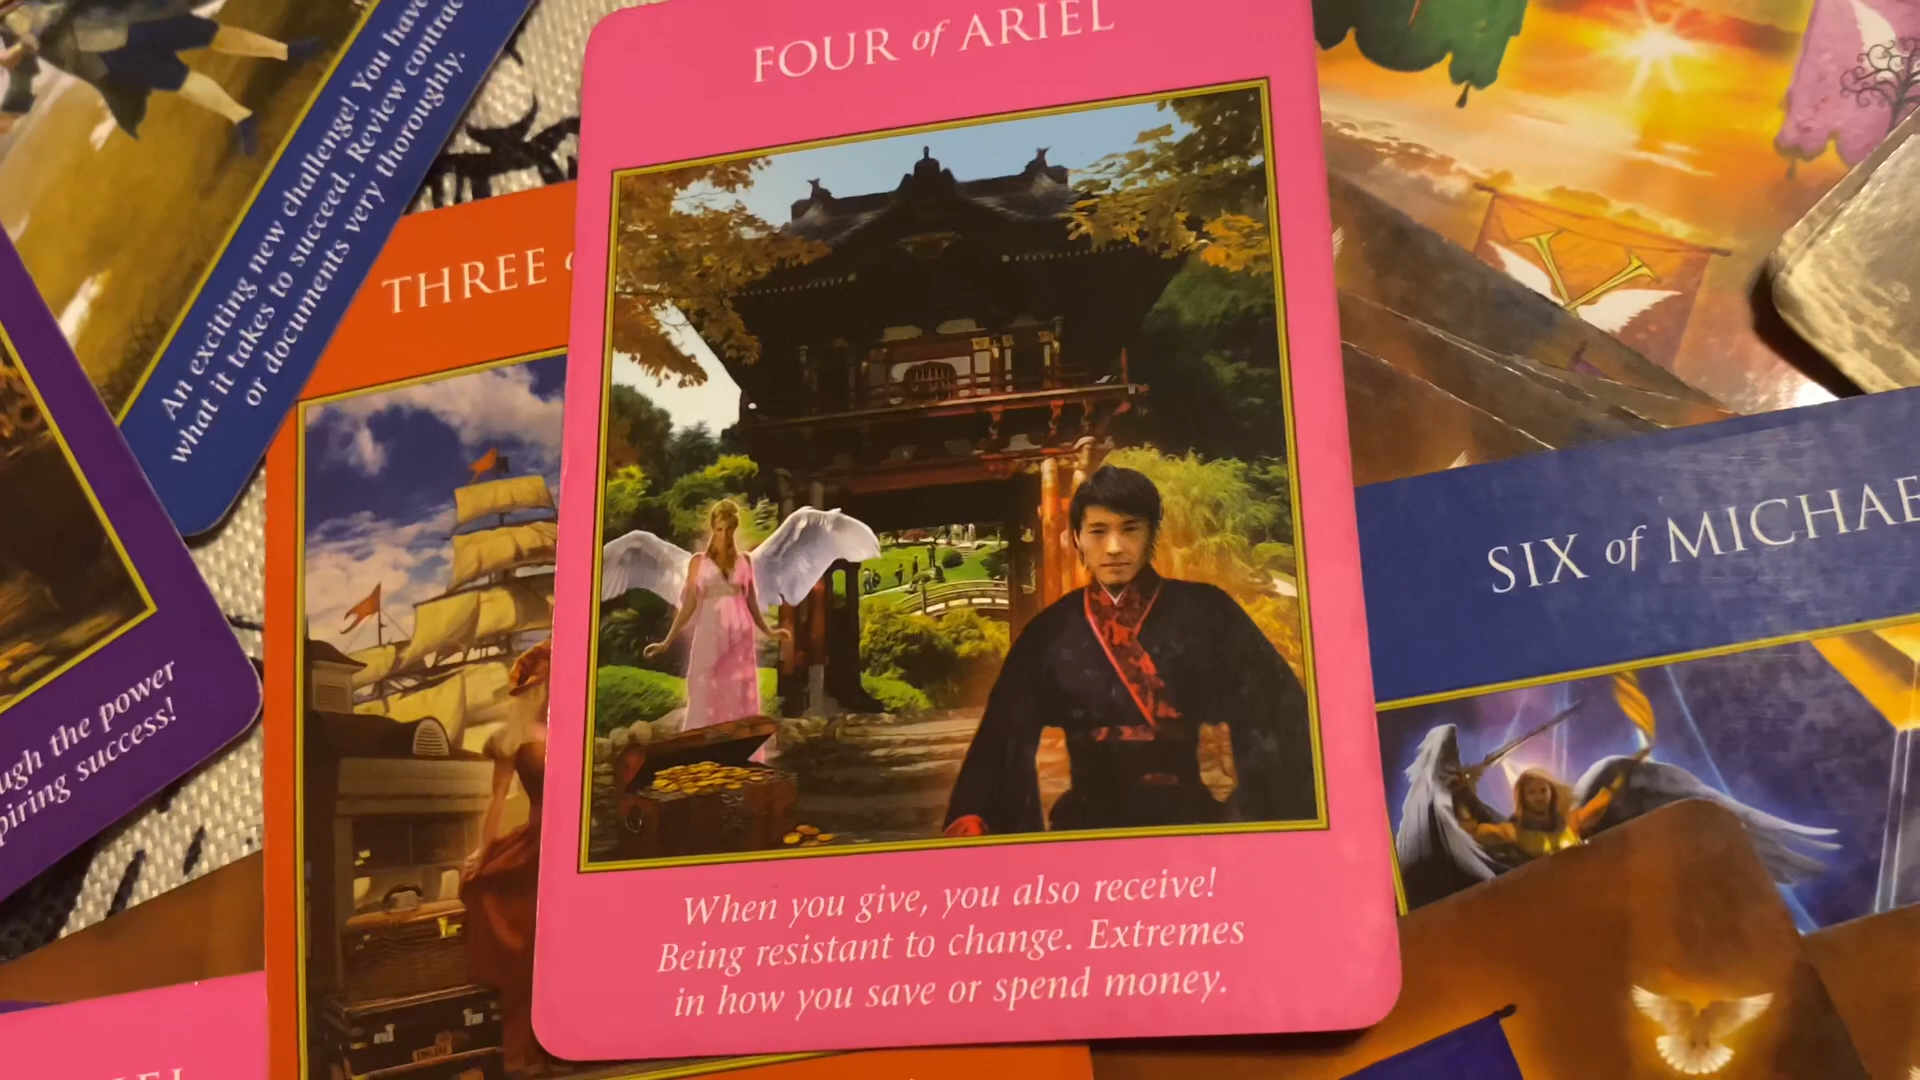 An exciting new challenge! You have
what it takes to succeed. Review contrac
or documents very thoroughly.
THREE
FOUR of ARIEL
When you give, you also receive!
Being resistant to change. Extremes
in how you save or spend money.
SIX of MICHAE
ugh the power
piring success!